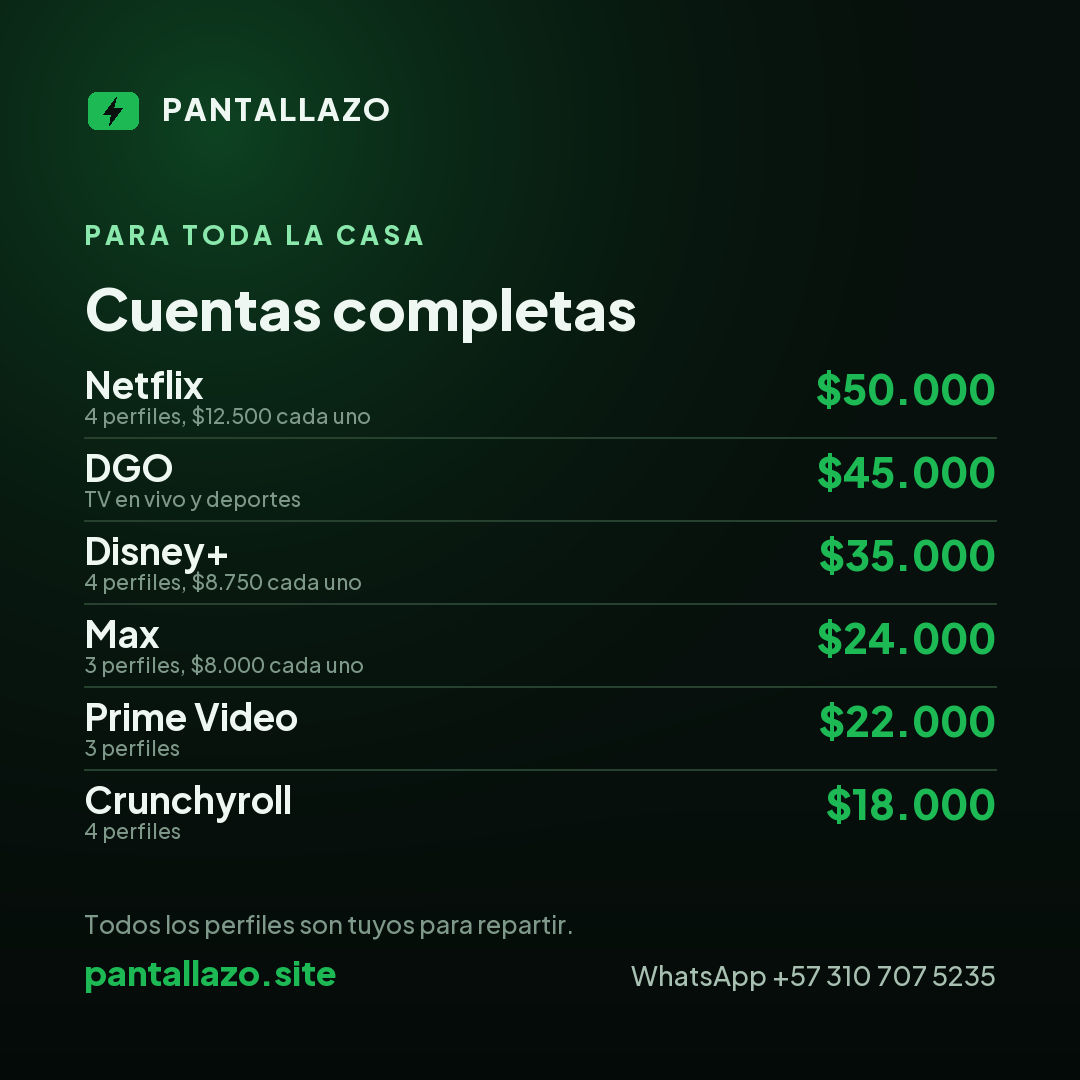 PANTALLAZO
PARA TODA LA CASA
Cuentas completas
Netflix
$50.000
4 perfiles, $12.500 cada uno
DGO
$45.000
TV en vivo y deportes
Disney+
$35.000
4 perfiles, $8.750 cada uno
Max
$24.000
3 perfiles, $8.000 cada uno
Prime Video
$22.000
3 perfiles
Crunchyroll
$18.000
4 perfiles
Todos los perfiles son tuyos para repartir.
pantallazo.site
WhatsApp +57 310 707 5235